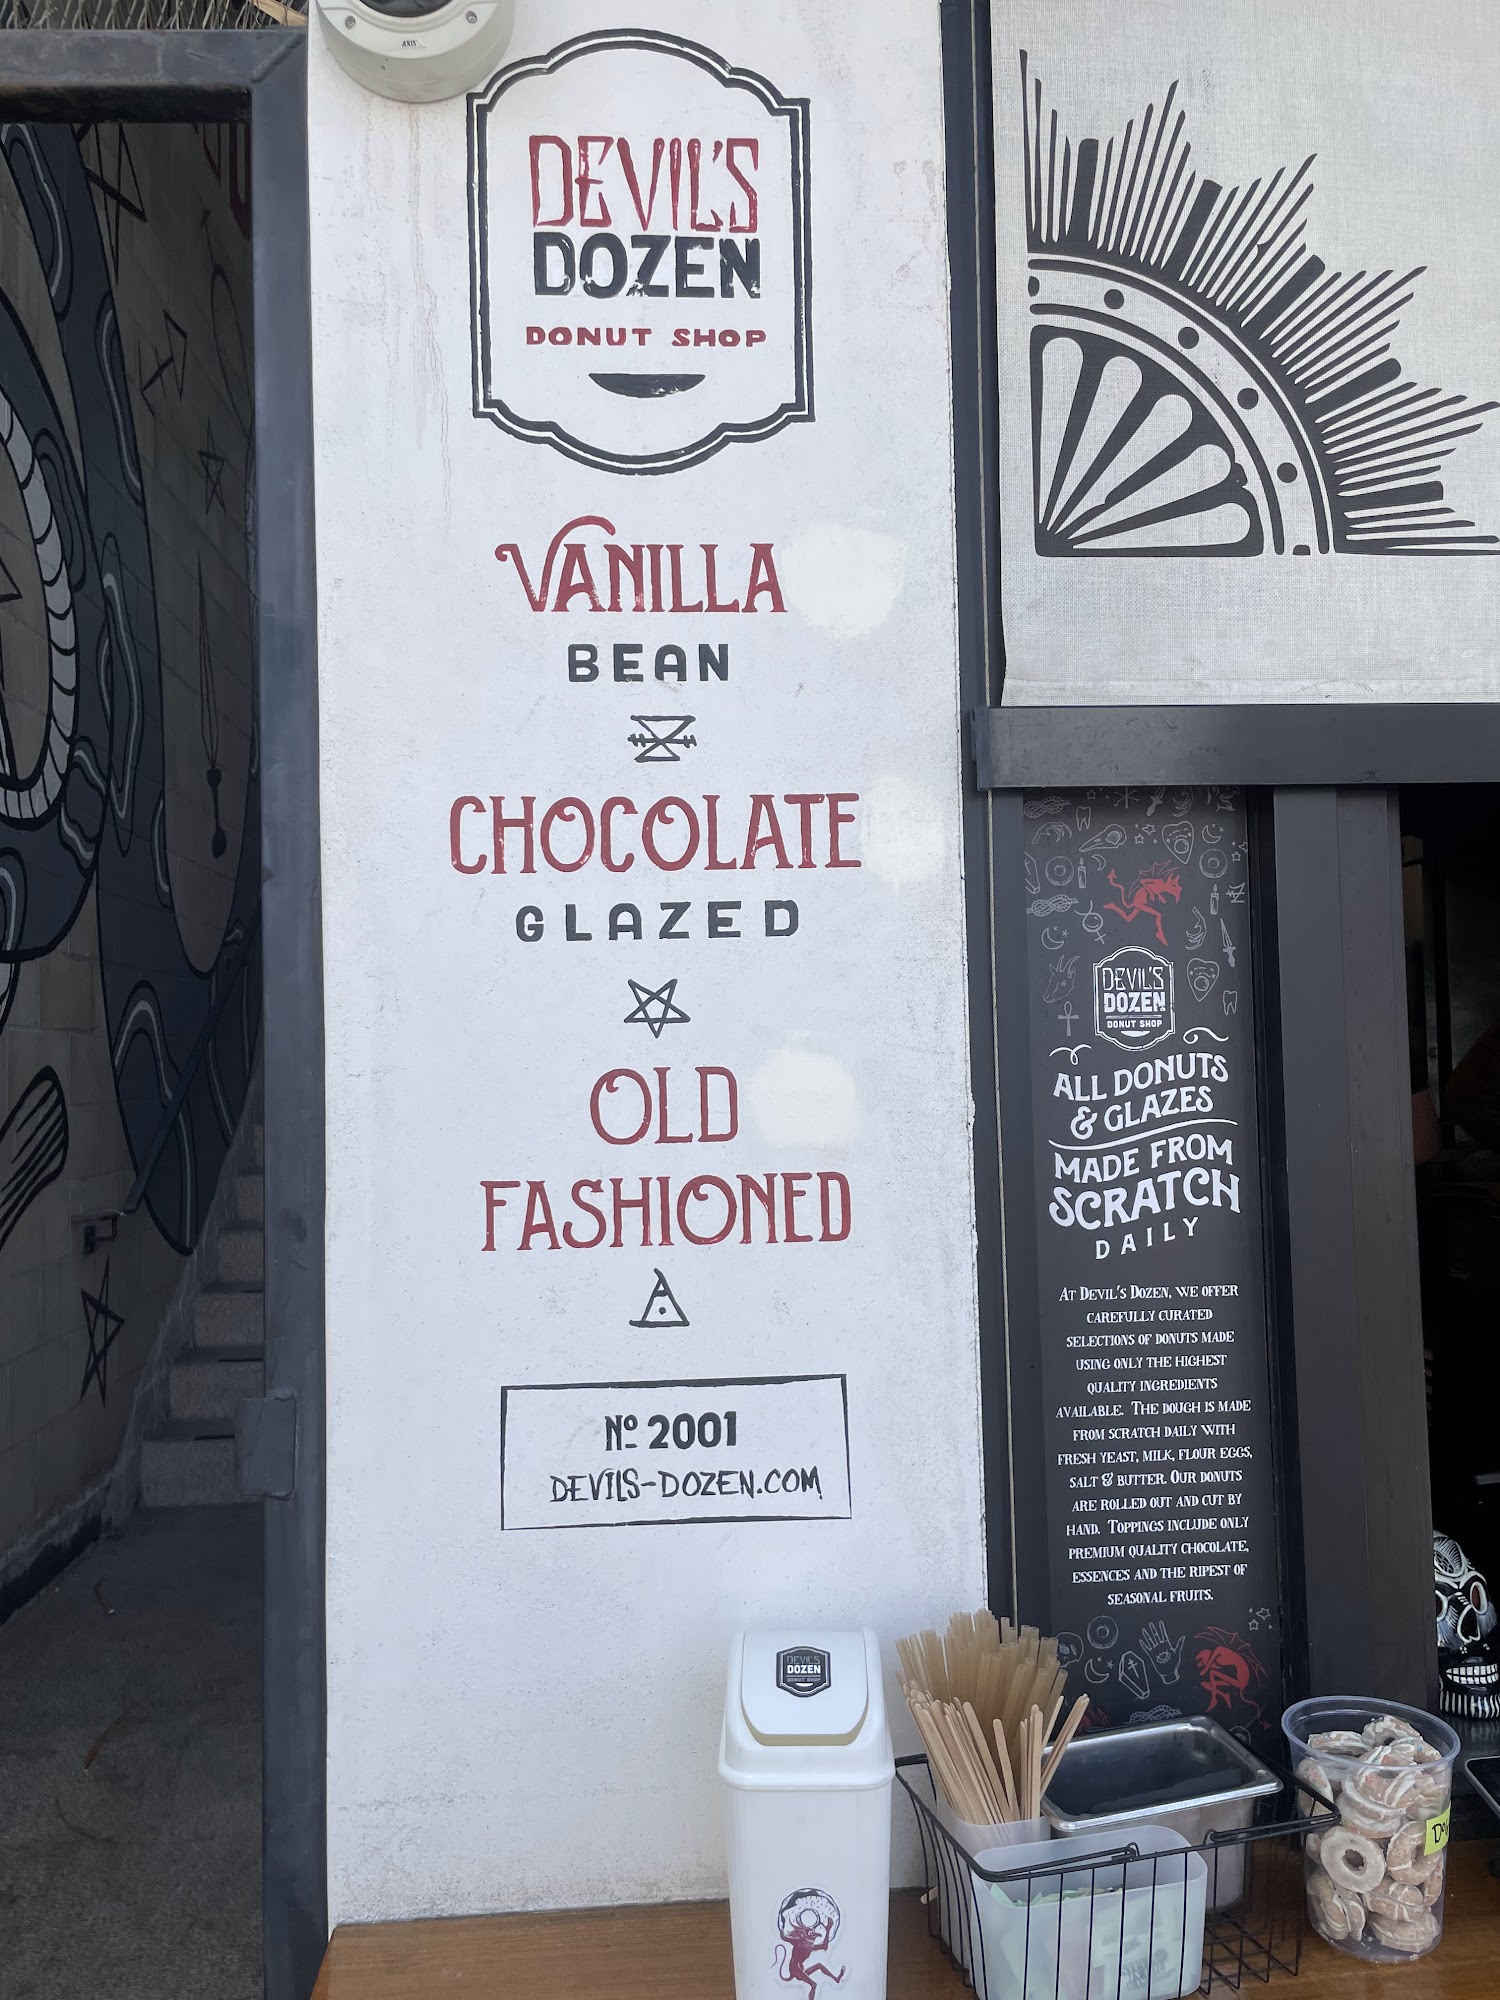 AXIS
DEVIL'S
DOZEN
DONUT SHOP
VANILLA
BEAN
CHOCOLATE
GLAZED
OLD
FASHIONED
Nº 2001
DEVILS-DOZEN.COM
DEVIL'S
DOZEN
DONUT SHOP
ALL DONUTS
& GLAZES
MADE FROM
SCRATCH
DAILY
AT DEVIL'S DOZEN, WE OFFER
CAREFULLY CURATED
SELECTIONS OF DONUTS MADE
USING ONLY THE HIGHEST
QUALITY INGREDIENTS
AVAILABLE. THE DOUGH IS MADE
FROM SCRATCH DAILY WITH
FRESH YEAST, MILK, FLOUR EGGS,
SALT & BUTTER. OUR DONUTS
ARE ROLLED OUT AND CUT BY
HAND. TOPPINGS INCLUDE ONLY
PREMIUM QUALITY CHOCOLATE,
ESSENCES AND THE RIPEST OF
SEASONAL FRUITS.
DEVIL'S
DOZEN
DONUT SHOP